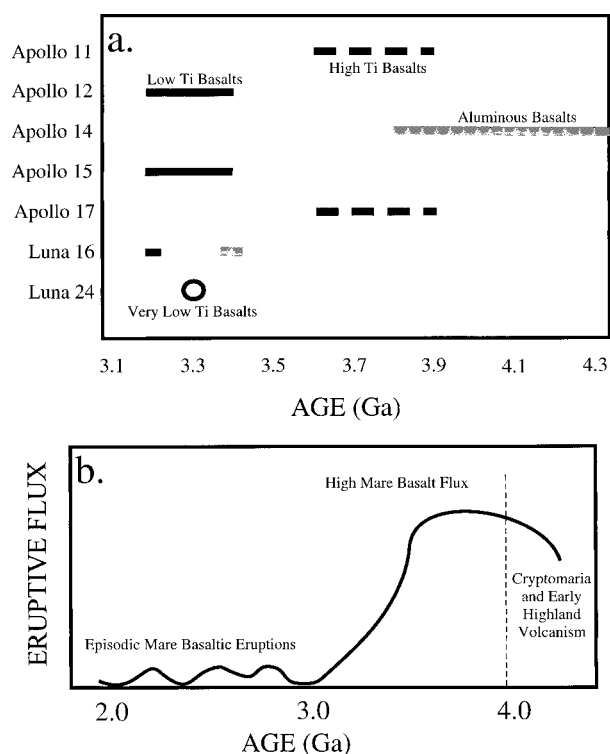 a.
Apollo 11
High Ti Basalts
Low Ti Basalts
Apollo 12
Aluminous Basalts
Apollo 14
Apollo 15
Apollo 17
Luna 16
Luna 24
Very Low Ti Basalts
3.1 3.3 3.5 3.7 3.9 4.1 4.3
AGE (Ga)
b.
ERUPTIVE FLUX
High Mare Basalt Flux
Cryptomaria
and Early
Highland
Volcanism
Episodic Mare Basaltic Eruptions
2.0 3.0 4.0
AGE (Ga)